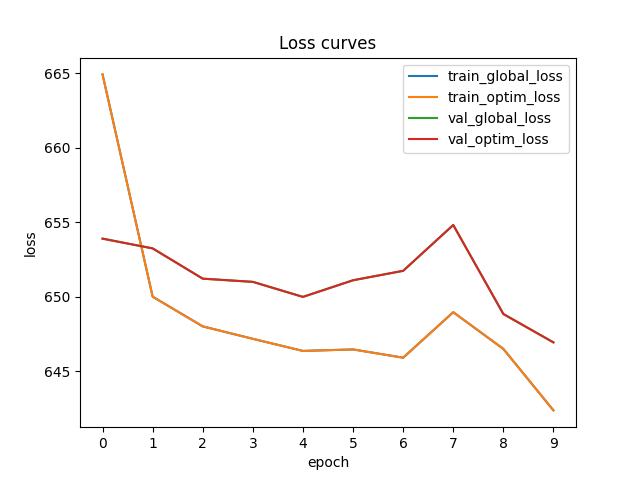 Loss curves
665
660
655
650
645
loss
train_global_loss
train_optim_loss
val_global_loss
val_optim_loss
0 1 2 3 4 5 6 7 8 9
epoch